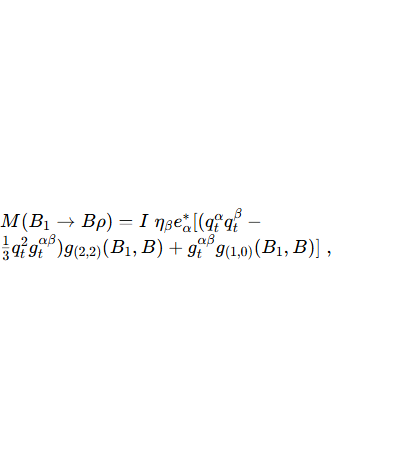 $M(B_1 \to B\rho) = I\ \eta_\beta e^*_\alpha [(q_t^\alpha q_t^\beta -$
$\frac{1}{3} q_t^2 g_t^{\alpha\beta}) g_{(2,2)}(B_1, B) + g_t^{\alpha\beta} g_{(1,0)}(B_1, B)]\ ,$